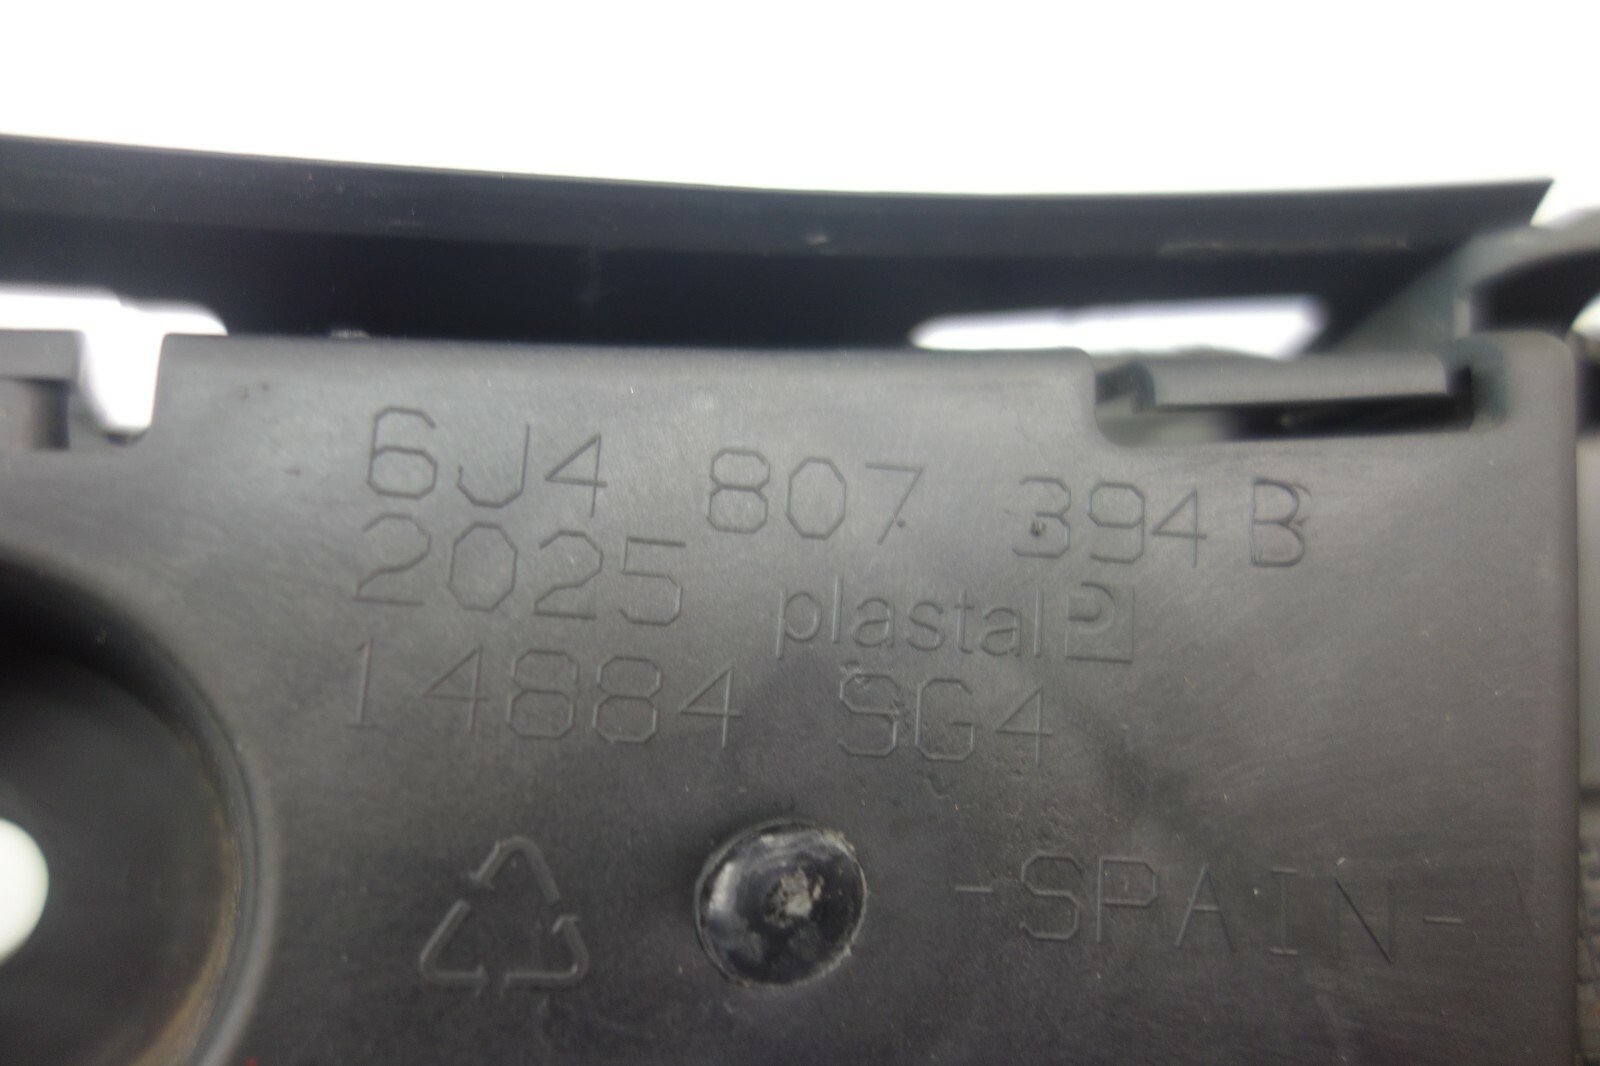 6J4 807 394 B
2025 plastal
14884 SG4
-SPAIN-